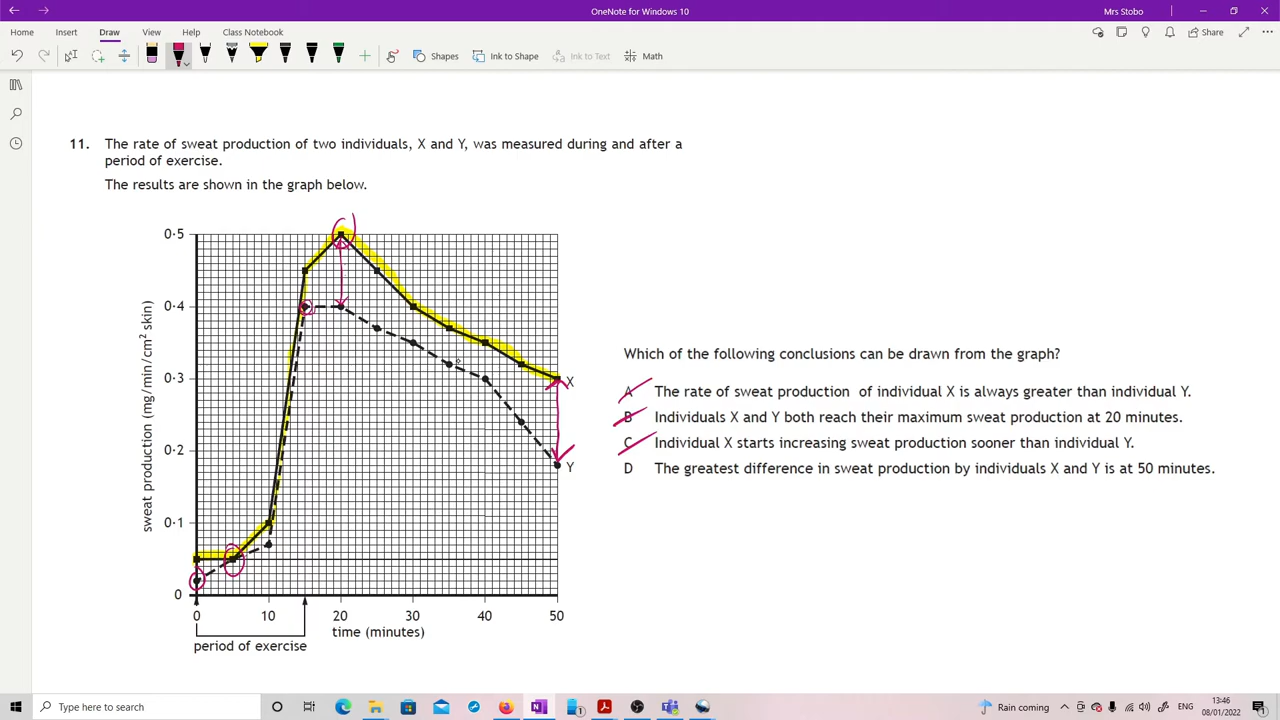 OneNote for Windows 10
Mrs Stobo
Home Insert Draw View Help Class Notebook
Share
Shapes Ink to Shape Ink to Text Math
11. The rate of sweat production of two individuals, X and Y, was measured during and after a
period of exercise.
The results are shown in the graph below.
0·5
0·4
0·3
0·2
0·1
0
sweat production (mg/min/cm² skin)
X
Y
0 10 20 30 40 50
time (minutes)
period of exercise
Which of the following conclusions can be drawn from the graph?
A The rate of sweat production of individual X is always greater than individual Y.
B Individuals X and Y both reach their maximum sweat production at 20 minutes.
C Individual X starts increasing sweat production sooner than individual Y.
D The greatest difference in sweat production by individuals X and Y is at 50 minutes.
Type here to search
Rain coming
ENG
13:46
08/01/2022